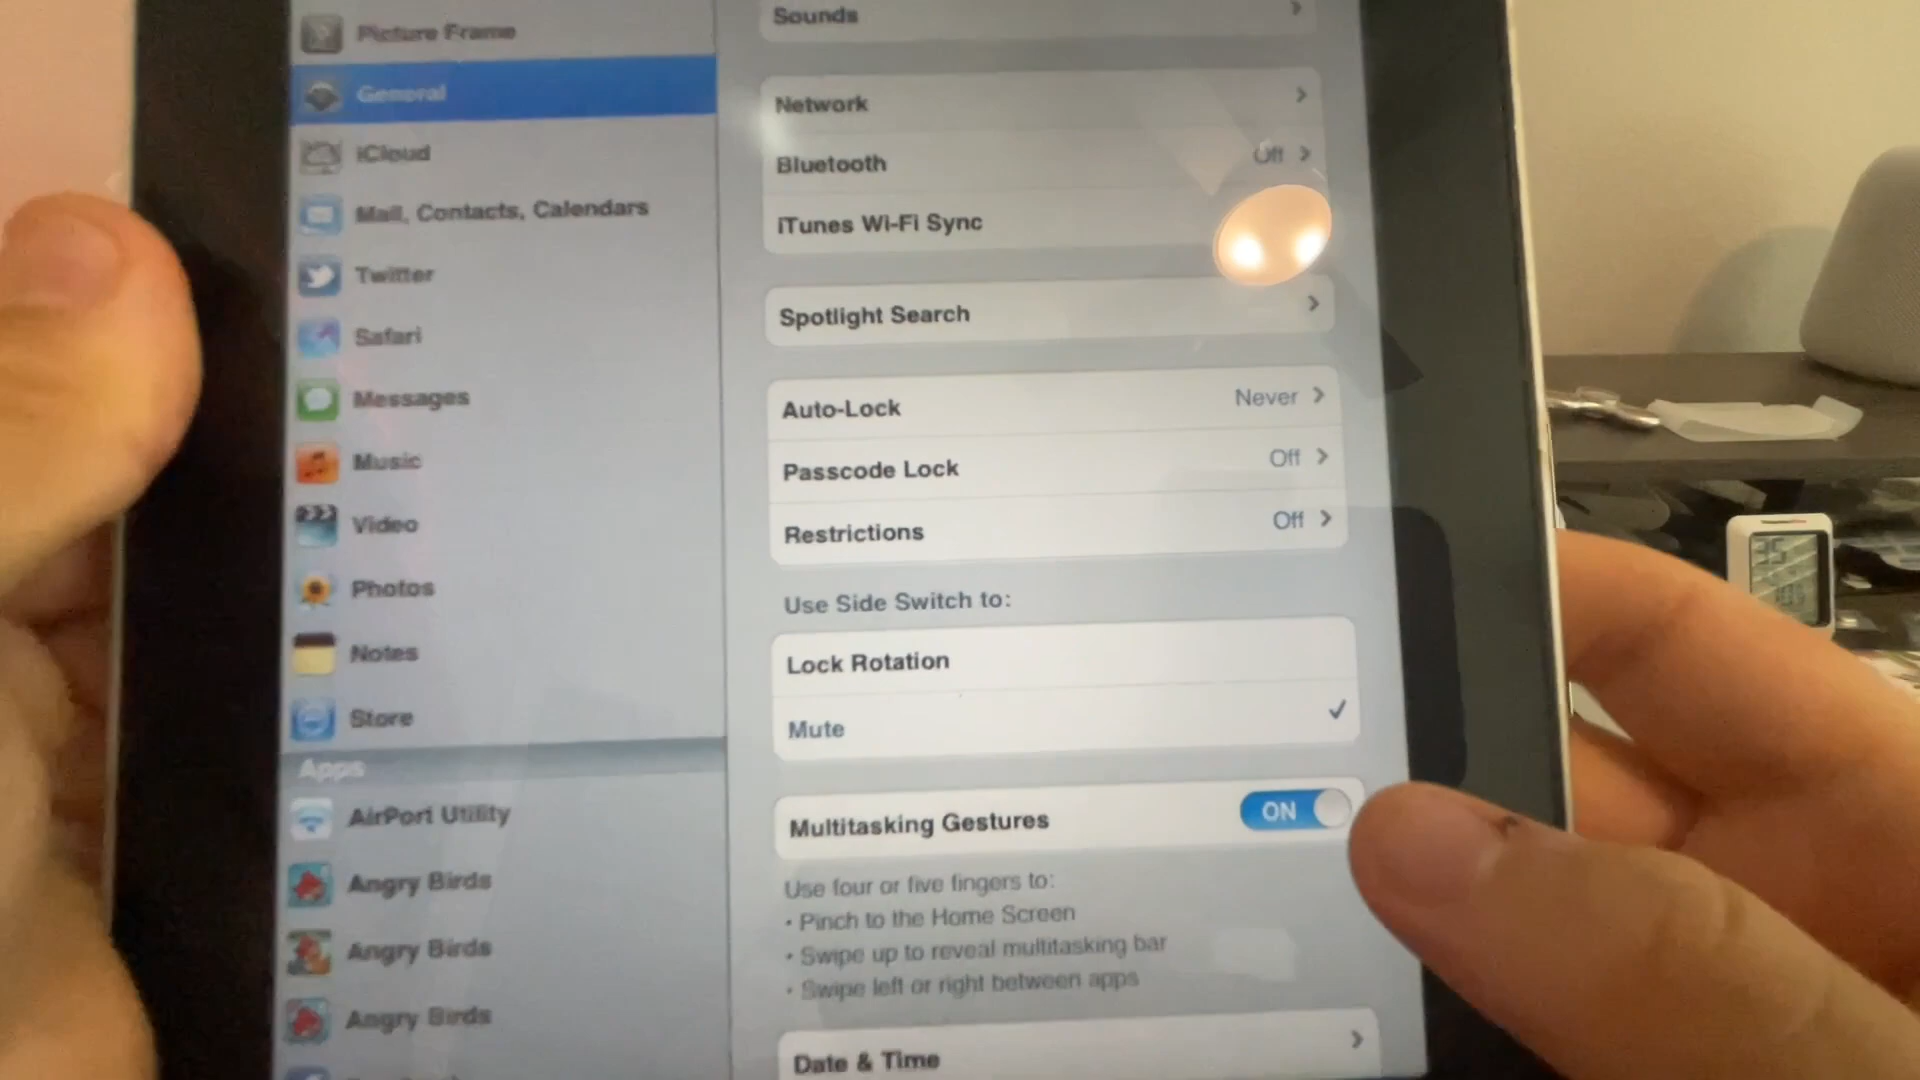 Picture Frame
General
iCloud
Mail, Contacts, Calendars
Twitter
Safari
Messages
Music
Video
Photos
Notes
Store
Apps
AirPort Utility
Angry Birds
Angry Birds
Angry Birds
Sounds
Network
Bluetooth Off
iTunes Wi-Fi Sync
Spotlight Search
Auto-Lock Never
Passcode Lock Off
Restrictions Off
Use Side Switch to:
Lock Rotation
Mute
Multitasking Gestures ON
Use four or five fingers to:
• Pinch to the Home Screen
• Swipe up to reveal multitasking bar
• Swipe left or right between apps
Date & Time